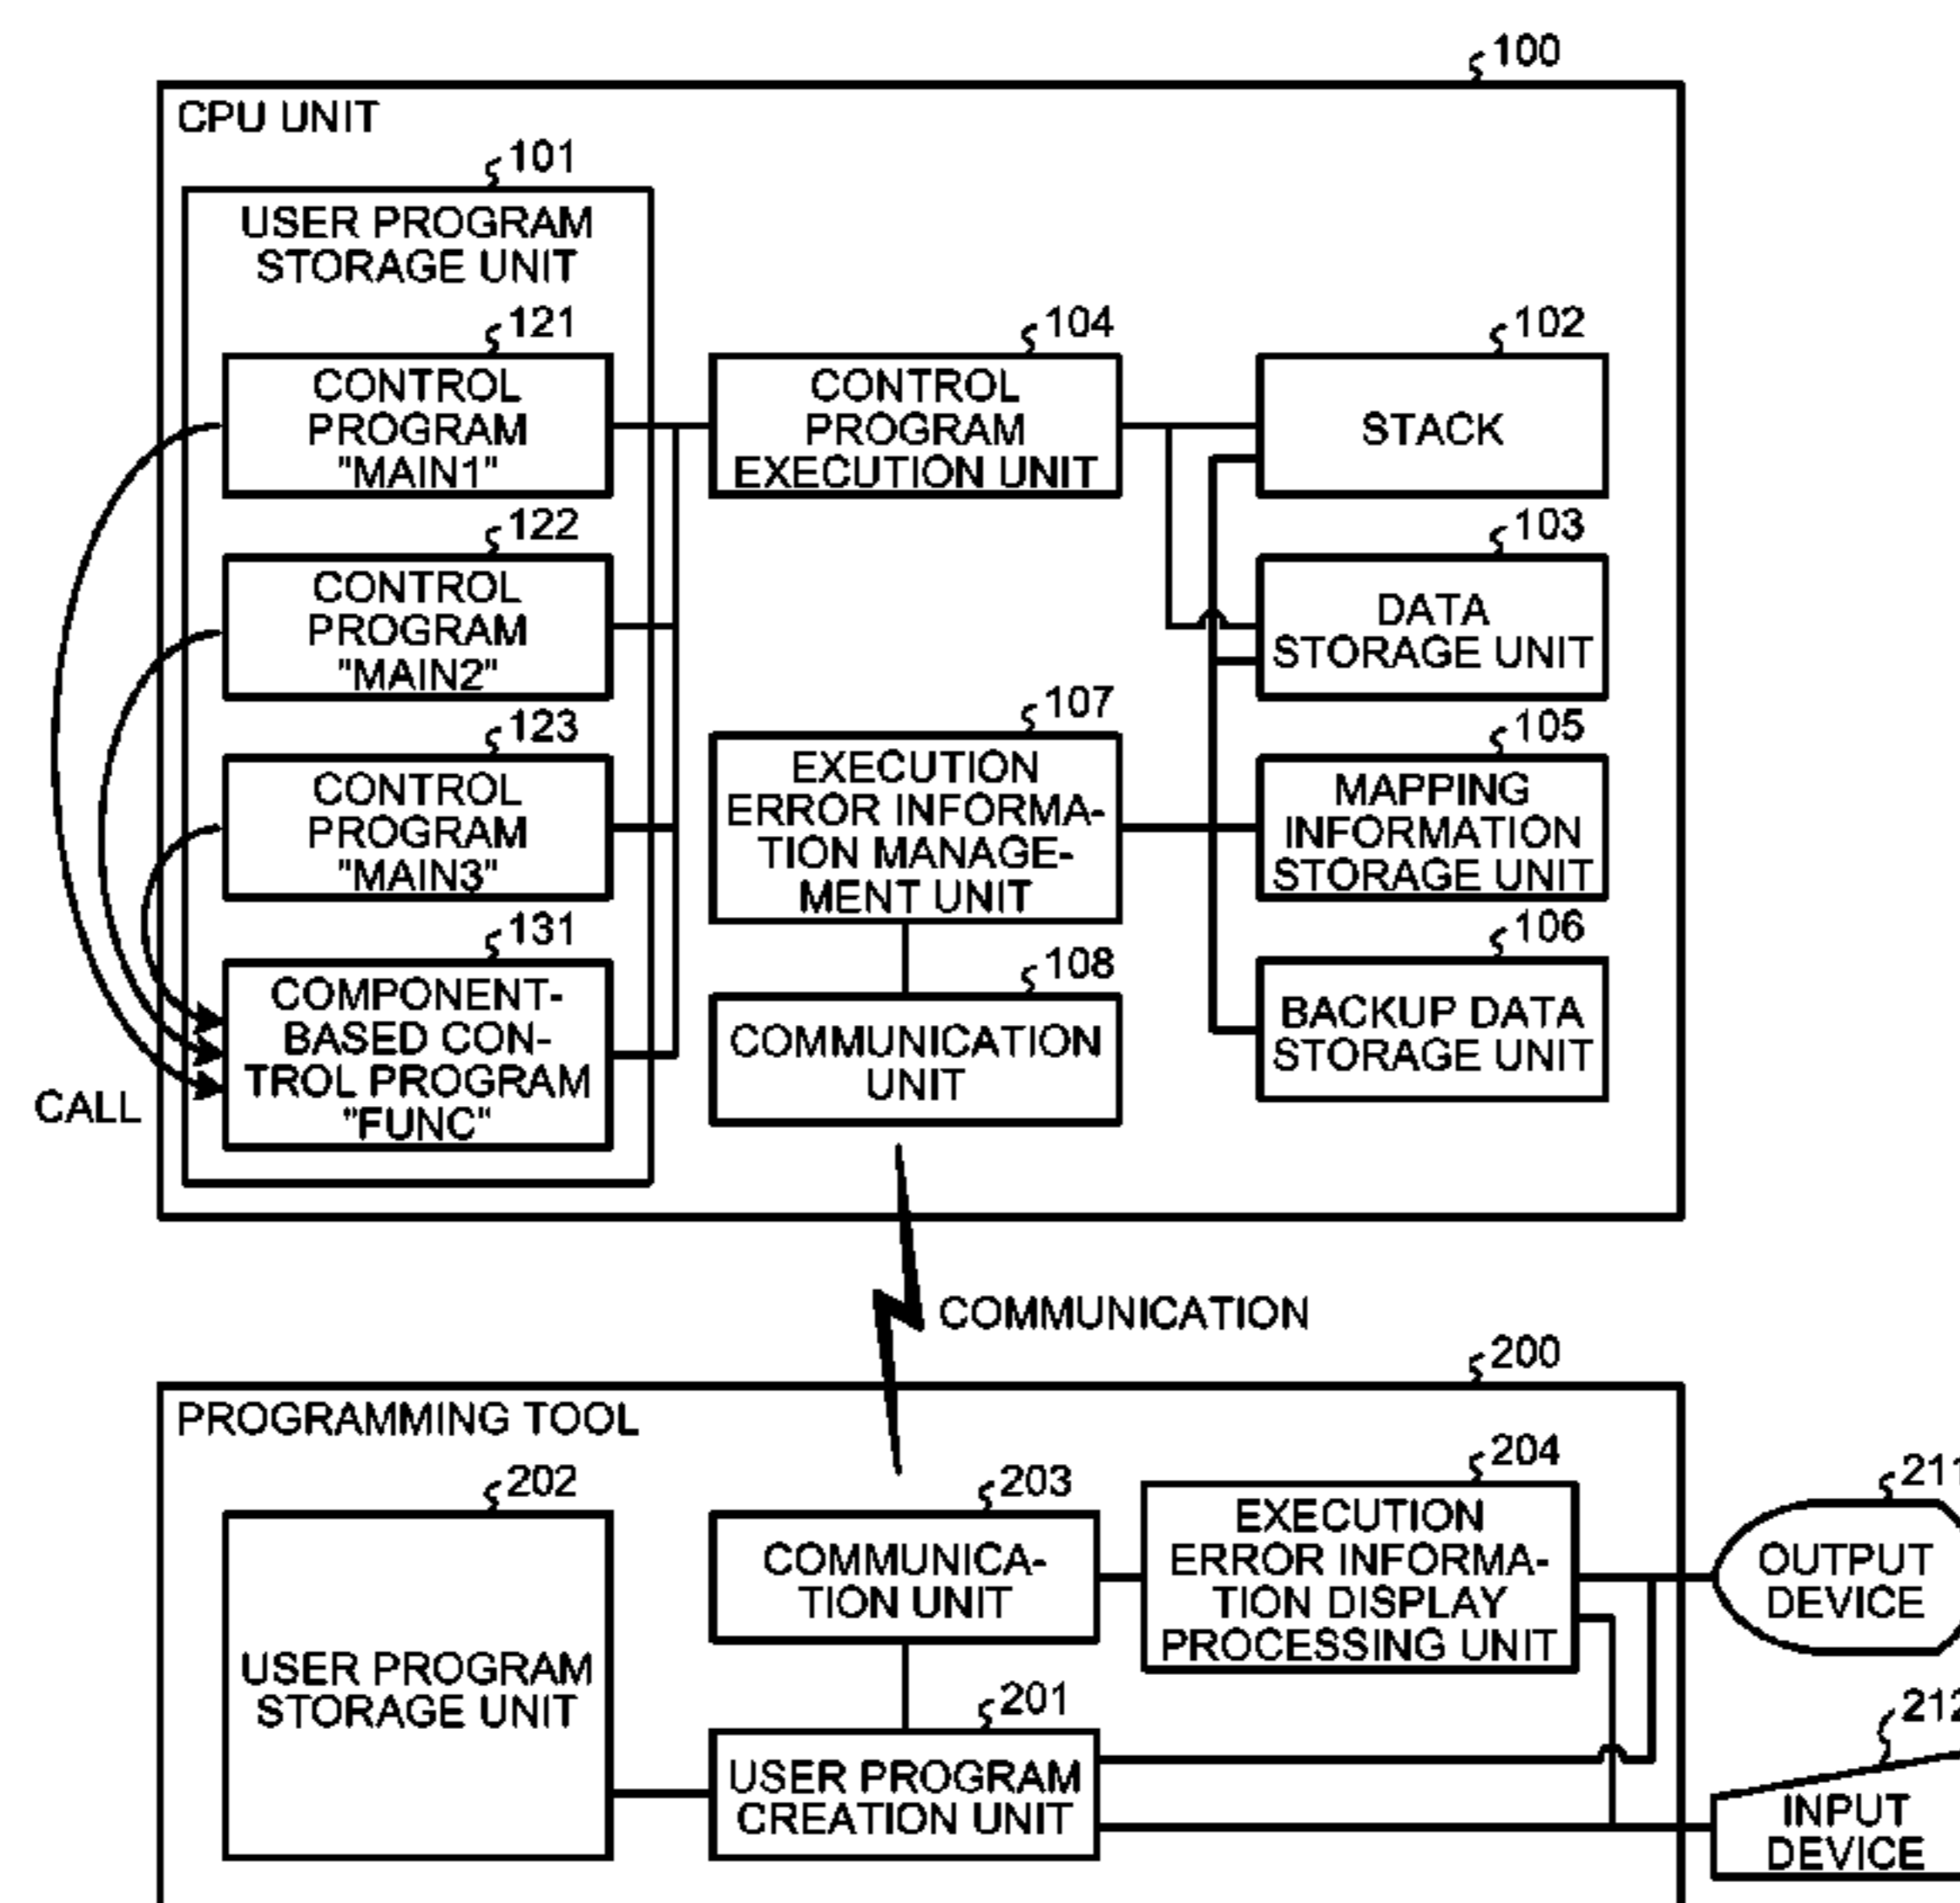 100
CPU UNIT
101
USER PROGRAM
STORAGE UNIT
121
CONTROL
PROGRAM
"MAIN1"
104
CONTROL
PROGRAM
EXECUTION UNIT
102
STACK
122
CONTROL
PROGRAM
"MAIN2"
103
DATA
STORAGE UNIT
123
CONTROL
PROGRAM
"MAIN3"
107
EXECUTION
ERROR INFORMA-
TION MANAGE-
MENT UNIT
105
MAPPING
INFORMATION
STORAGE UNIT
131
COMPONENT-
BASED CON-
TROL PROGRAM
"FUNC"
CALL
108
COMMUNICATION
UNIT
106
BACKUP DATA
STORAGE UNIT
COMMUNICATION
200
PROGRAMMING TOOL
202
USER PROGRAM
STORAGE UNIT
203
COMMUNICA-
TION UNIT
204
EXECUTION
ERROR INFORMA-
TION DISPLAY
PROCESSING UNIT
211
OUTPUT
DEVICE
201
USER PROGRAM
CREATION UNIT
212
INPUT
DEVICE